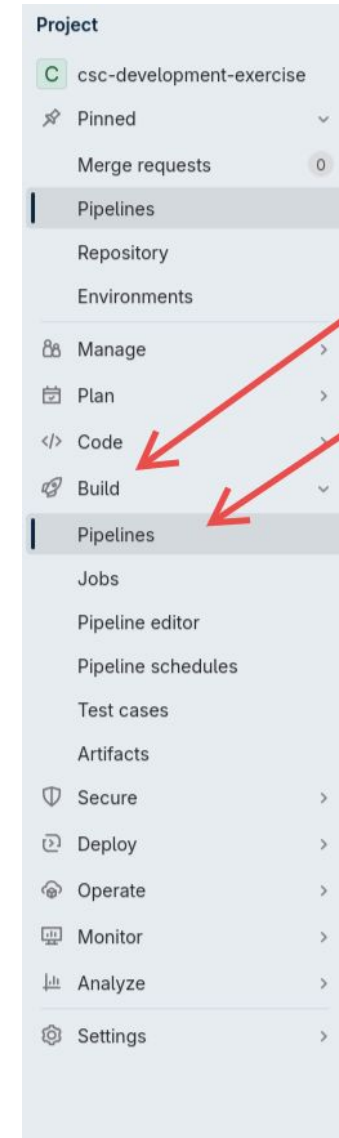 Project
C csc-development-exercise
Pinned
Merge requests 0
Pipelines
Repository
Environments
Manage
Plan
Code
Build
Pipelines
Jobs
Pipeline editor
Pipeline schedules
Test cases
Artifacts
Secure
Deploy
Operate
Monitor
Analyze
Settings